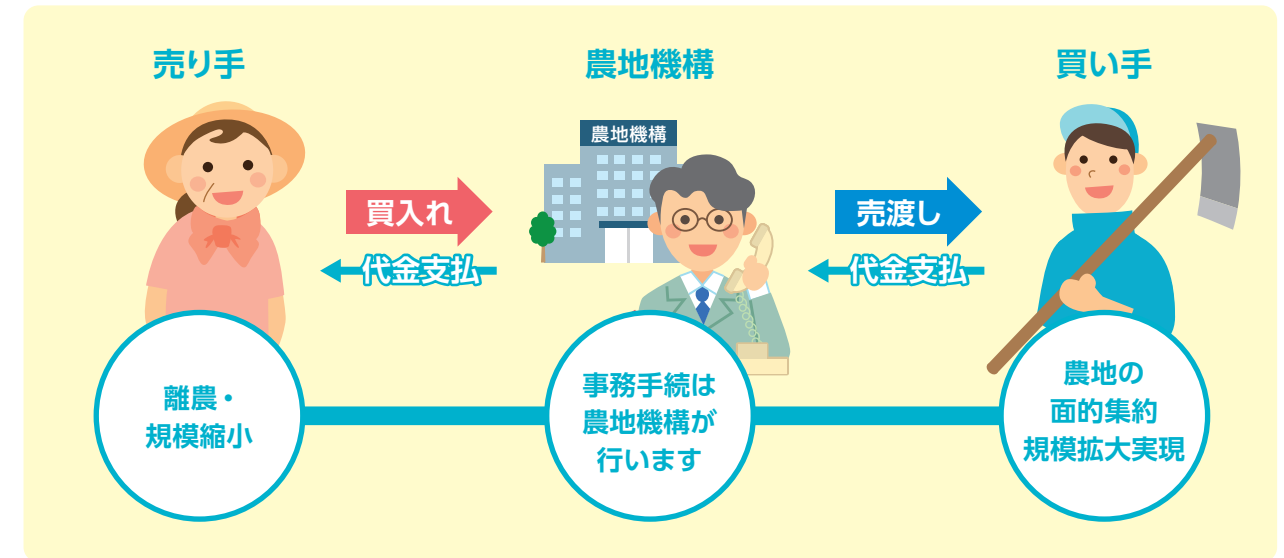 売り手
農地機構
買い手
農地機構
買入れ
代金支払
売渡し
代金支払
離農・
規模縮小
事務手続は
農地機構が
行います
農地の
面的集約
規模拡大実現